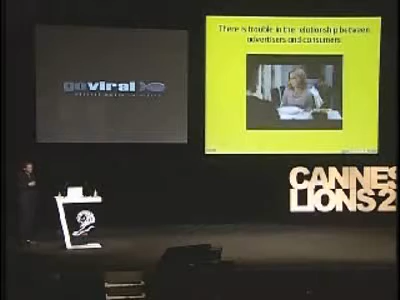 There is trouble in the relationship between
advertisers and consumers
goviral
CANNES
LIONS 2